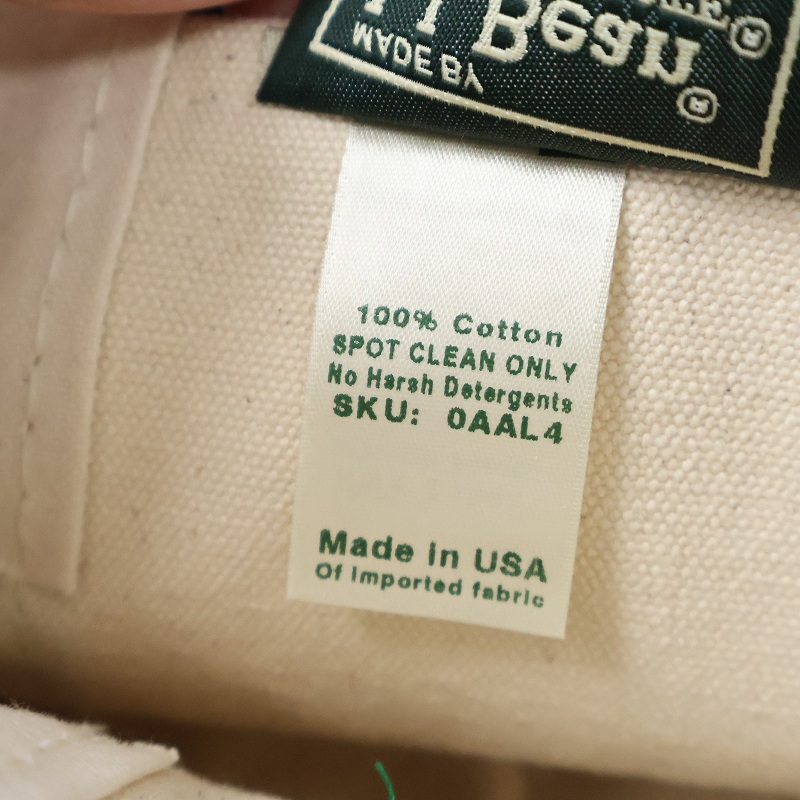 Bean®
MADE BY ®
100% Cotton
SPOT CLEAN ONLY
No Harsh Detergents
SKU: 0AAL4
Made in USA
Of imported fabric